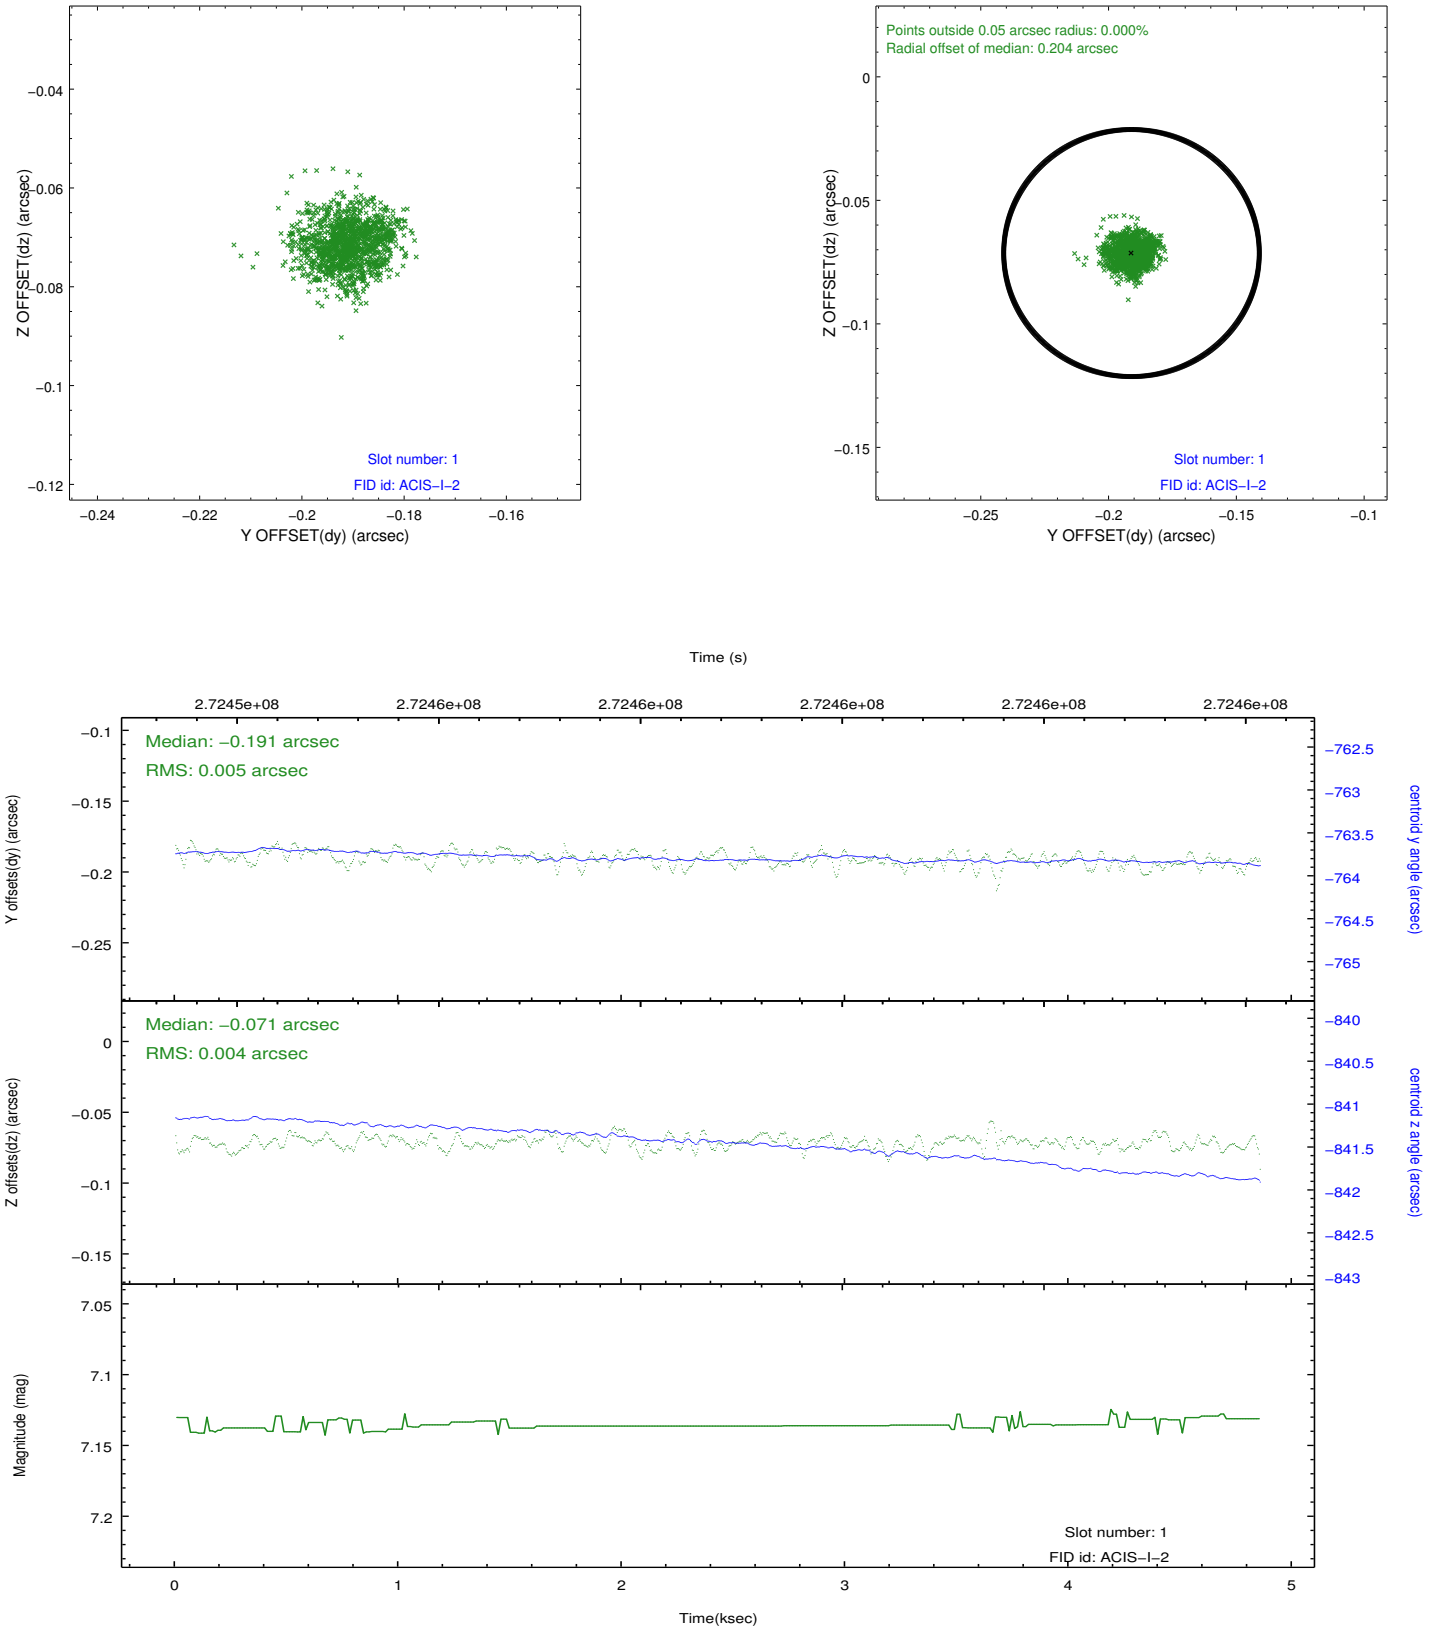 −0.04
−0.06
−0.08
−0.1
−0.12
Z OFFSET(dz) (arcsec)
Slot number: 1
FID id: ACIS−I−2
−0.24 −0.22 −0.2 −0.18 −0.16
Y OFFSET(dy) (arcsec)
Points outside 0.05 arcsec radius: 0.000%
Radial offset of median: 0.204 arcsec
0
−0.05
−0.1
−0.15
Z OFFSET(dz) (arcsec)
Slot number: 1
FID id: ACIS−I−2
−0.25 −0.2 −0.15 −0.1
Y OFFSET(dy) (arcsec)
Time (s)
2.7245e+08 2.7246e+08 2.7246e+08 2.7246e+08 2.7246e+08 2.7246e+08
Median: −0.191 arcsec
RMS: 0.005 arcsec
−0.1
−0.15
−0.2
−0.25
Y offsets(dy) (arcsec)
−762.5
−763
−763.5
−764
−764.5
−765
centroid y angle (arcsec)
Median: −0.071 arcsec
RMS: 0.004 arcsec
0
−0.05
−0.1
−0.15
Z offsets(dz) (arcsec)
−840
−840.5
−841
−841.5
−842
−842.5
−843
centroid z angle (arcsec)
7.05
7.1
7.15
7.2
Magnitude (mag)
Slot number: 1
FID id: ACIS−I−2
0 1 2 3 4 5
Time(ksec)